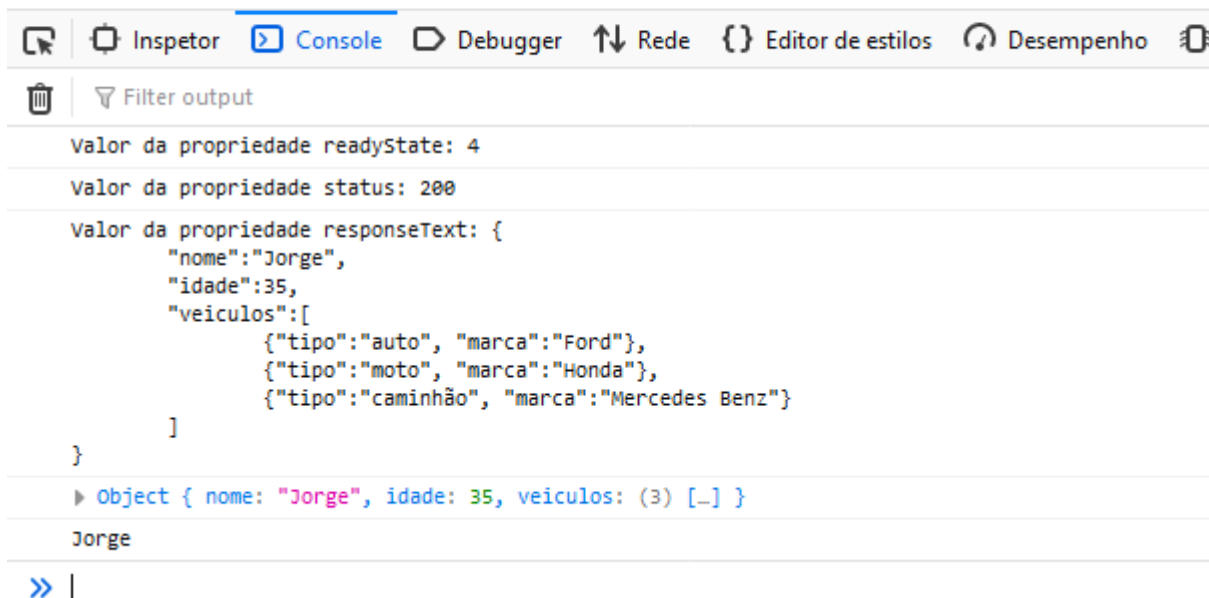 Inspetor Console Debugger Rede {} Editor de estilos Desempenho
Filter output
Valor da propriedade readyState: 4
Valor da propriedade status: 200
Valor da propriedade responseText: {
"nome":"Jorge",
"idade":35,
"veiculos":[
{"tipo":"auto", "marca":"Ford"},
{"tipo":"moto", "marca":"Honda"},
{"tipo":"caminhão", "marca":"Mercedes Benz"}
]
}
Object { nome: "Jorge", idade: 35, veiculos: (3) […] }
Jorge